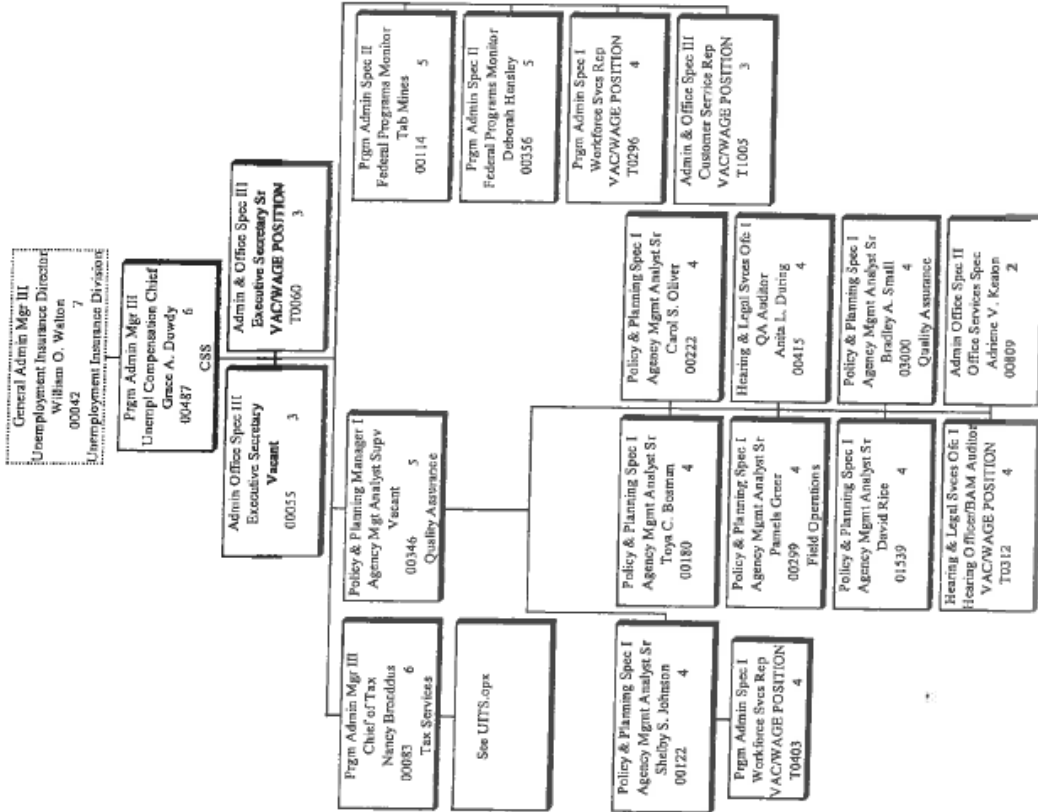 General Admin Mgr III
Unemployment Insurance Director
William O. Walton
00042 7
Unemployment Insurance Division
Prgm Admin Mgr III
Unempl Compensation Chief
Grace A. Dowdy
00487 6
CSS
Admin Office Spec III
Executive Secretary
Vacant
00055 3
Admin & Office Spec III
Executive Secretary Sr
VAC/WAGE POSITION
T0060 3
Prgm Admin Mgr III
Chief of Tax
Nancy Broaddus
00083 6
Tax Services
See UITS.opx
Policy & Planning Manager I
Agency Mgt Analyst Supv
Vacant
00346 5
Quality Assurance
Prgm Admin Spec II
Federal Programs Monitor
Tab Mines
00114 5
Prgm Admin Spec II
Federal Programs Monitor
Deborah Hensley
00356 5
Prgm Admin Spec I
Workforce Svcs Rep
VAC/WAGE POSITION
T0296 4
Admin & Office Spec III
Customer Service Rep
VAC/WAGE POSITION
T1005 3
Policy & Planning Spec I
Agency Mgmt Analyst Sr
Shelby S. Johnson
00122 4
Prgm Admin Spec I
Workforce Svcs Rep
VAC/WAGE POSITION
T0403 4
Policy & Planning Spec I
Agency Mgmt Analyst Sr
Toya C. Bosman
00180 4
Policy & Planning Spec I
Agency Mgmt Analyst Sr
Carol S. Oliver
00222 4
Policy & Planning Spec I
Agency Mgmt Analyst Sr
Pamela Greer
00299 4
Field Operations
Hearing & Legal Svces Ofc I
QA Auditor
Anita L. During
00415 4
Policy & Planning Spec I
Agency Mgmt Analyst Sr
David Rice
01539 4
Policy & Planning Spec I
Agency Mgmt Analyst Sr
Bradley A. Small
03000 4
Quality Assurance
Hearing & Legal Svces Ofc I
Hearing Officer/BAM Auditor
VAC/WAGE POSITION
T0312 4
Admin Office Spec II
Office Services Spec
Adriene V. Keaton
00809 2